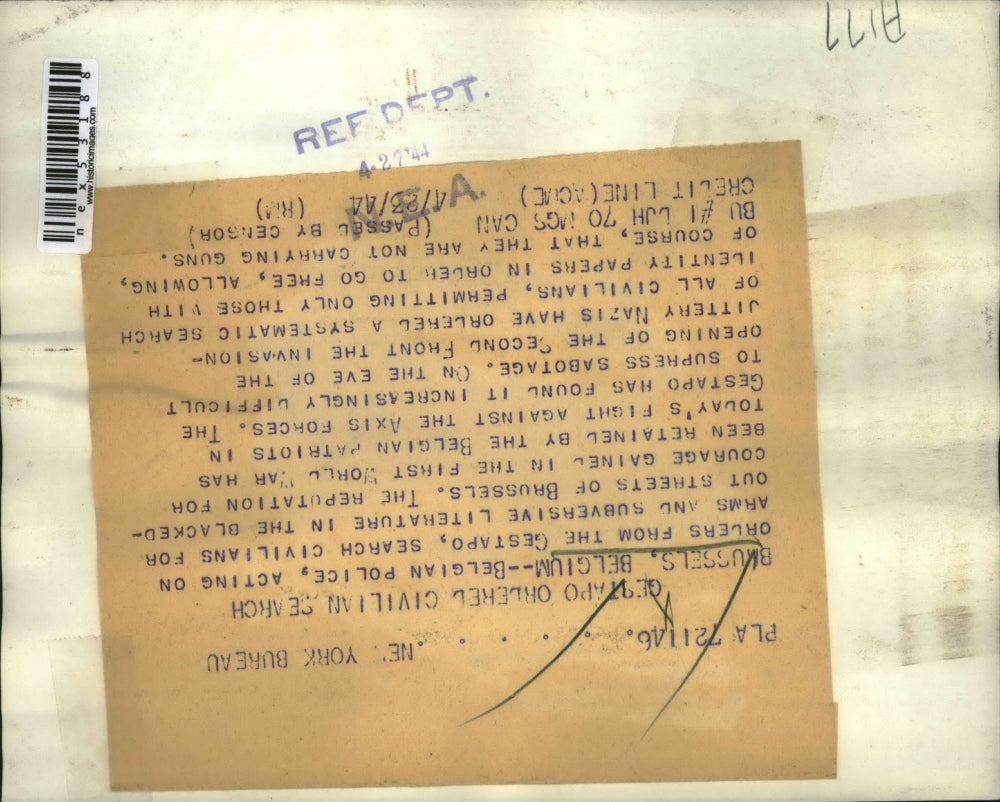 PLA 721146. . . . . .NEW YORK BUREAU
GESTAPO ORDERED CIVILIAN SEARCH
BRUSSELS, BELGIUM--BELGIAN POLICE, ACTING ON
ORDERS FROM THE GESTAPO, SEARCH CIVILIANS FOR
ARMS AND SUBVERSIVE LITERATURE IN THE BLACKED-
OUT STREETS OF BRUSSELS. THE REPUTATION FOR
COURAGE GAINED IN THE FIRST WORLD WAR HAS
BEEN RETAINED BY THE BELGIAN PATRIOTS IN
TODAY'S FIGHT AGAINST THE AXIS FORCES. THE
GESTAPO HAS FOUND IT INCREASINGLY DIFFICULT
TO SUPRESS SABOTAGE. ON THE EVE OF THE
OPENING OF THE SECOND FRONT THE INVASION-
JITTERY NAZIS HAVE ORDERED A SYSTEMATIC SEARCH
OF ALL CIVILIANS, PERMITTING ONLY THOSE WITH
IDENTITY PAPERS IN ORDER TO GO FREE, ALLOWING,
OF COURSE, THAT THEY ARE NOT CARRYING GUNS.
BU #1 LJH 70 MGS CAN (PASSED BY CENSOR)
CREDIT LINE (ACME) 4/23/44 (RM)
REF DEPT.
4-27'44
N.E.A.
nex53188
www.historicimages.com